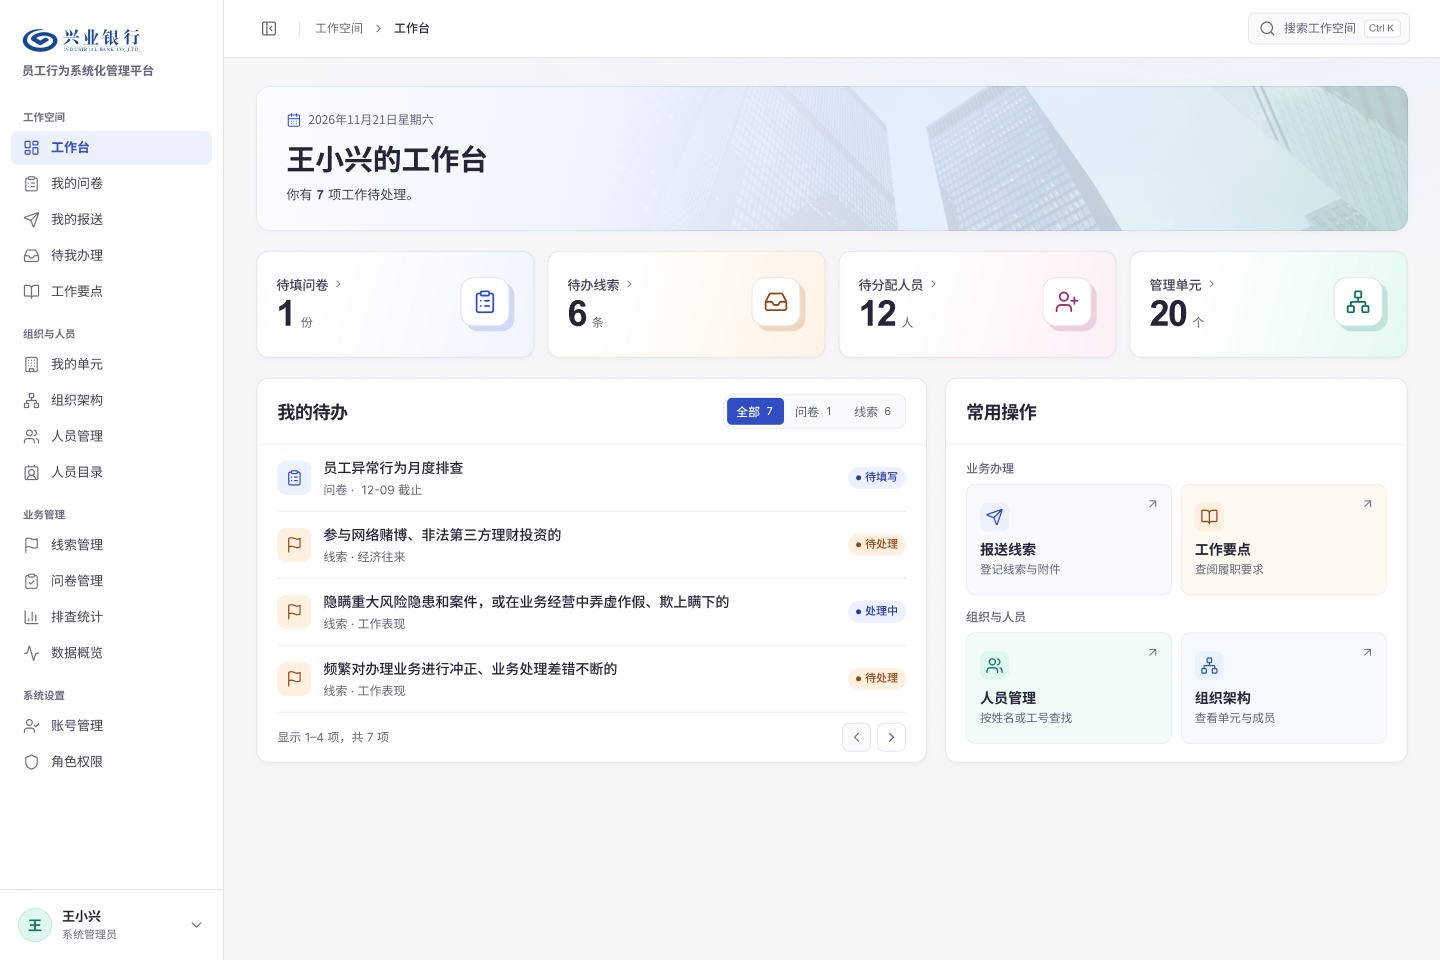 兴业银行
INDUSTRIAL BANK CO.,LTD.
员工行为系统化管理平台
工作空间
工作台
我的问卷
我的报送
待我办理
工作要点
组织与人员
我的单元
组织架构
人员管理
人员目录
业务管理
线索管理
问卷管理
排查统计
数据概览
系统设置
账号管理
角色权限
王
王小兴
系统管理员
工作空间 > 工作台
搜索工作空间 Ctrl K
2026年11月21日星期六
王小兴的工作台
你有 7 项工作待处理。
待填问卷
1 份
待办线索
6 条
待分配人员
12 人
管理单元
20 个
我的待办
全部 7 问卷 1 线索 6
员工异常行为月度排查
问卷 · 12-09 截止
待填写
参与网络赌博、非法第三方理财投资的
线索 · 经济往来
待处理
隐瞒重大风险隐患和案件，或在业务经营中弄虚作假、欺上瞒下的
线索 · 工作表现
处理中
频繁对办理业务进行冲正、业务处理差错不断的
线索 · 工作表现
待处理
显示 1–4 项，共 7 项
常用操作
业务办理
报送线索
登记线索与附件
工作要点
查阅履职要求
组织与人员
人员管理
按姓名或工号查找
组织架构
查看单元与成员